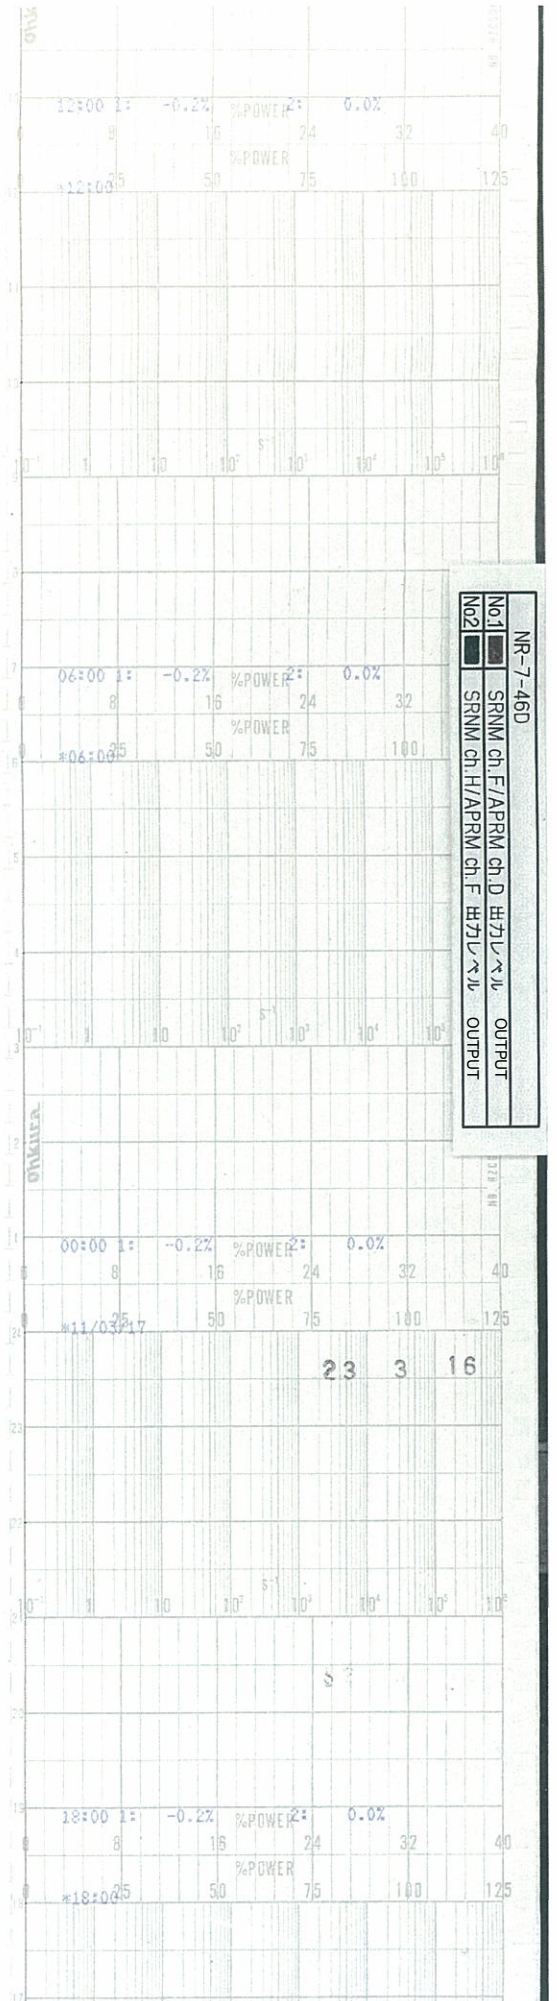 12:00 1: -0.2% %POWER 2: 0.0%
0 8 16 24 32 40
%POWER
*12:00 25 50 75 100 125
S⁻¹
10⁻¹ 1 10 10² 10³ 10⁴ 10⁵ 10⁶
06:00 1: -0.2% %POWER 2: 0.0%
0 8 16 24 32
%POWER
*06:00 25 50 75 100
S⁻¹
10⁻¹ 1 10 10² 10³ 10⁴ 10⁵
NR-7-46D
No.1 SRNM ch.F/APRM ch.D 出力レベル OUTPUT
No2 SRNM ch.H/APRM ch.F 出力レベル OUTPUT
Ohkura
00:00 1: -0.2% %POWER 2: 0.0%
0 8 16 24 32 40
%POWER
*11/03/17 25 50 75 100 125
23 3 16
S⁻¹
10⁻¹ 1 10 10² 10³ 10⁴ 10⁵ 10⁶
18:00 1: -0.2% %POWER 2: 0.0%
0 8 16 24 32 40
%POWER
*18:00 25 50 75 100 125